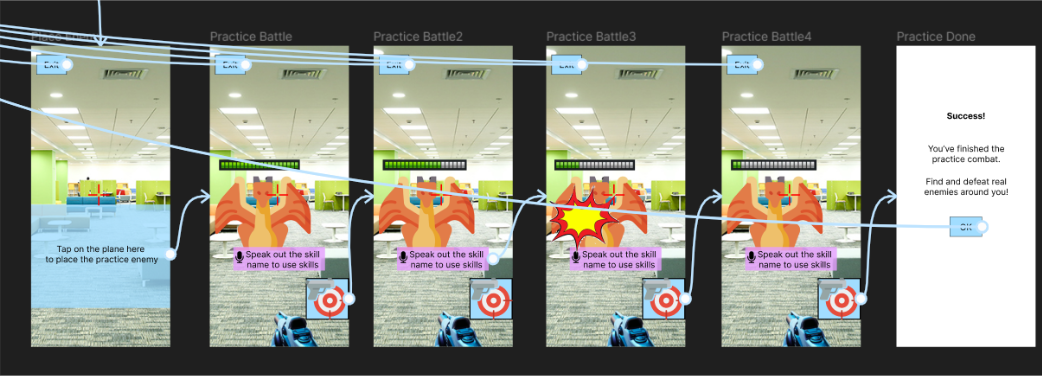 Practice Battle
Practice Battle2
Practice Battle3
Practice Battle4
Practice Done
Exit
Exit
Exit
Exit
Exit
Success!
You've finished the
practice combat.
Find and defeat real
enemies around you!
OK
Tap on the plane here
to place the practice enemy
Speak out the skill
name to use skills
Speak out the skill
name to use skills
Speak out the skill
name to use skills
Speak out the skill
name to use skills